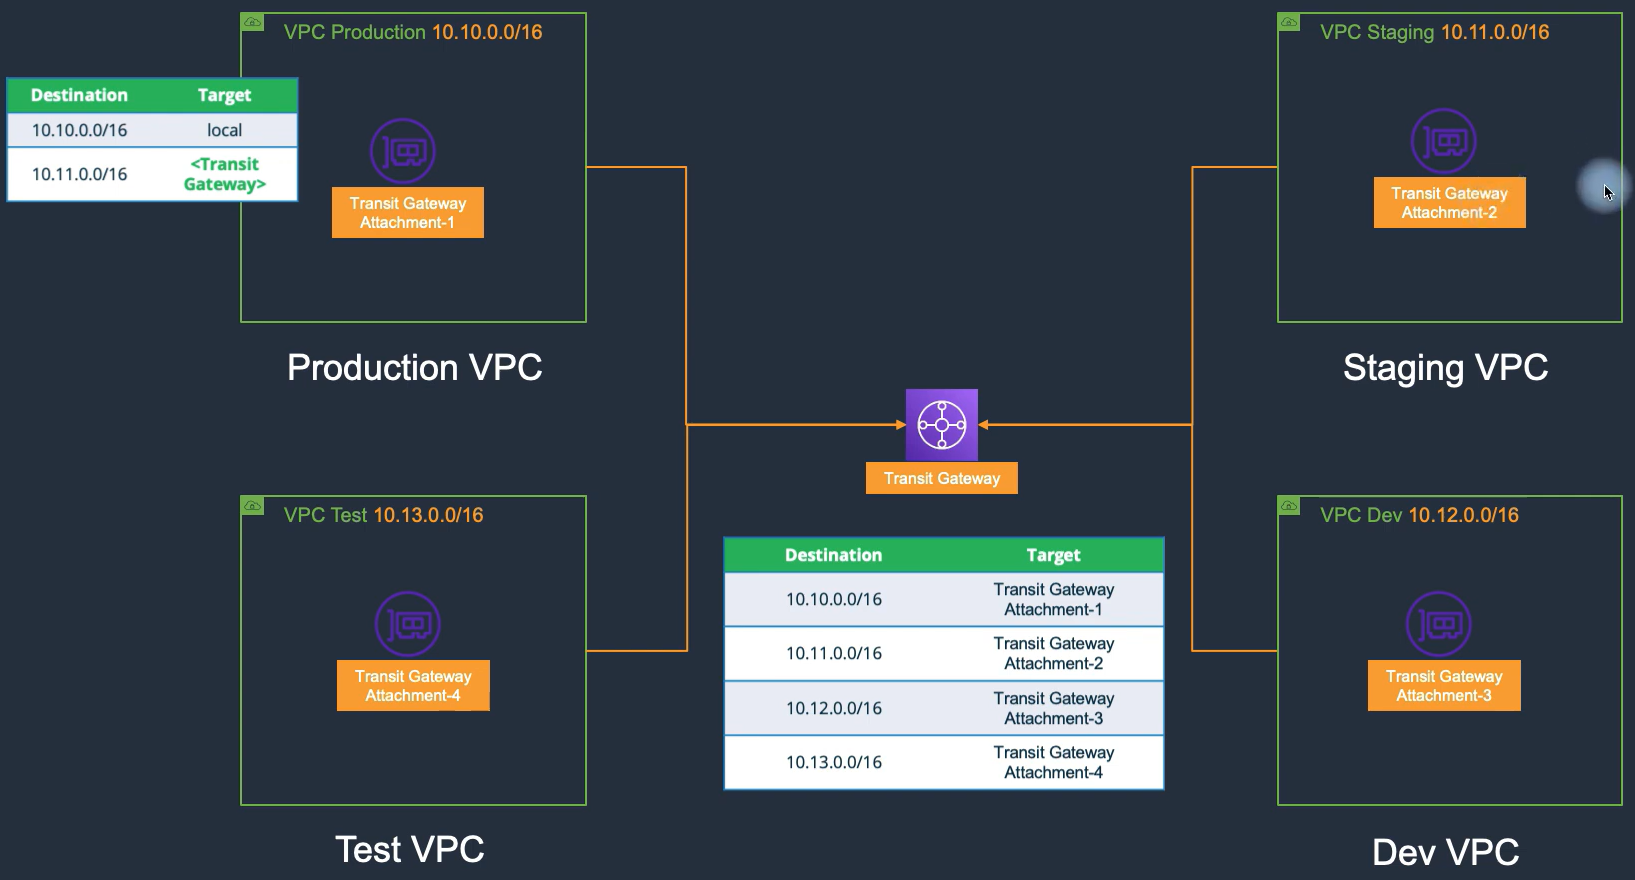 VPC Production 10.10.0.0/16
Destination Target
10.10.0.0/16 local
10.11.0.0/16 <Transit
Gateway>
Transit Gateway
Attachment-1
Production VPC
VPC Staging 10.11.0.0/16
Transit Gateway
Attachment-2
Staging VPC
Transit Gateway
VPC Test 10.13.0.0/16
Transit Gateway
Attachment-4
Test VPC
Destination Target
10.10.0.0/16 Transit Gateway
Attachment-1
10.11.0.0/16 Transit Gateway
Attachment-2
10.12.0.0/16 Transit Gateway
Attachment-3
10.13.0.0/16 Transit Gateway
Attachment-4
VPC Dev 10.12.0.0/16
Transit Gateway
Attachment-3
Dev VPC